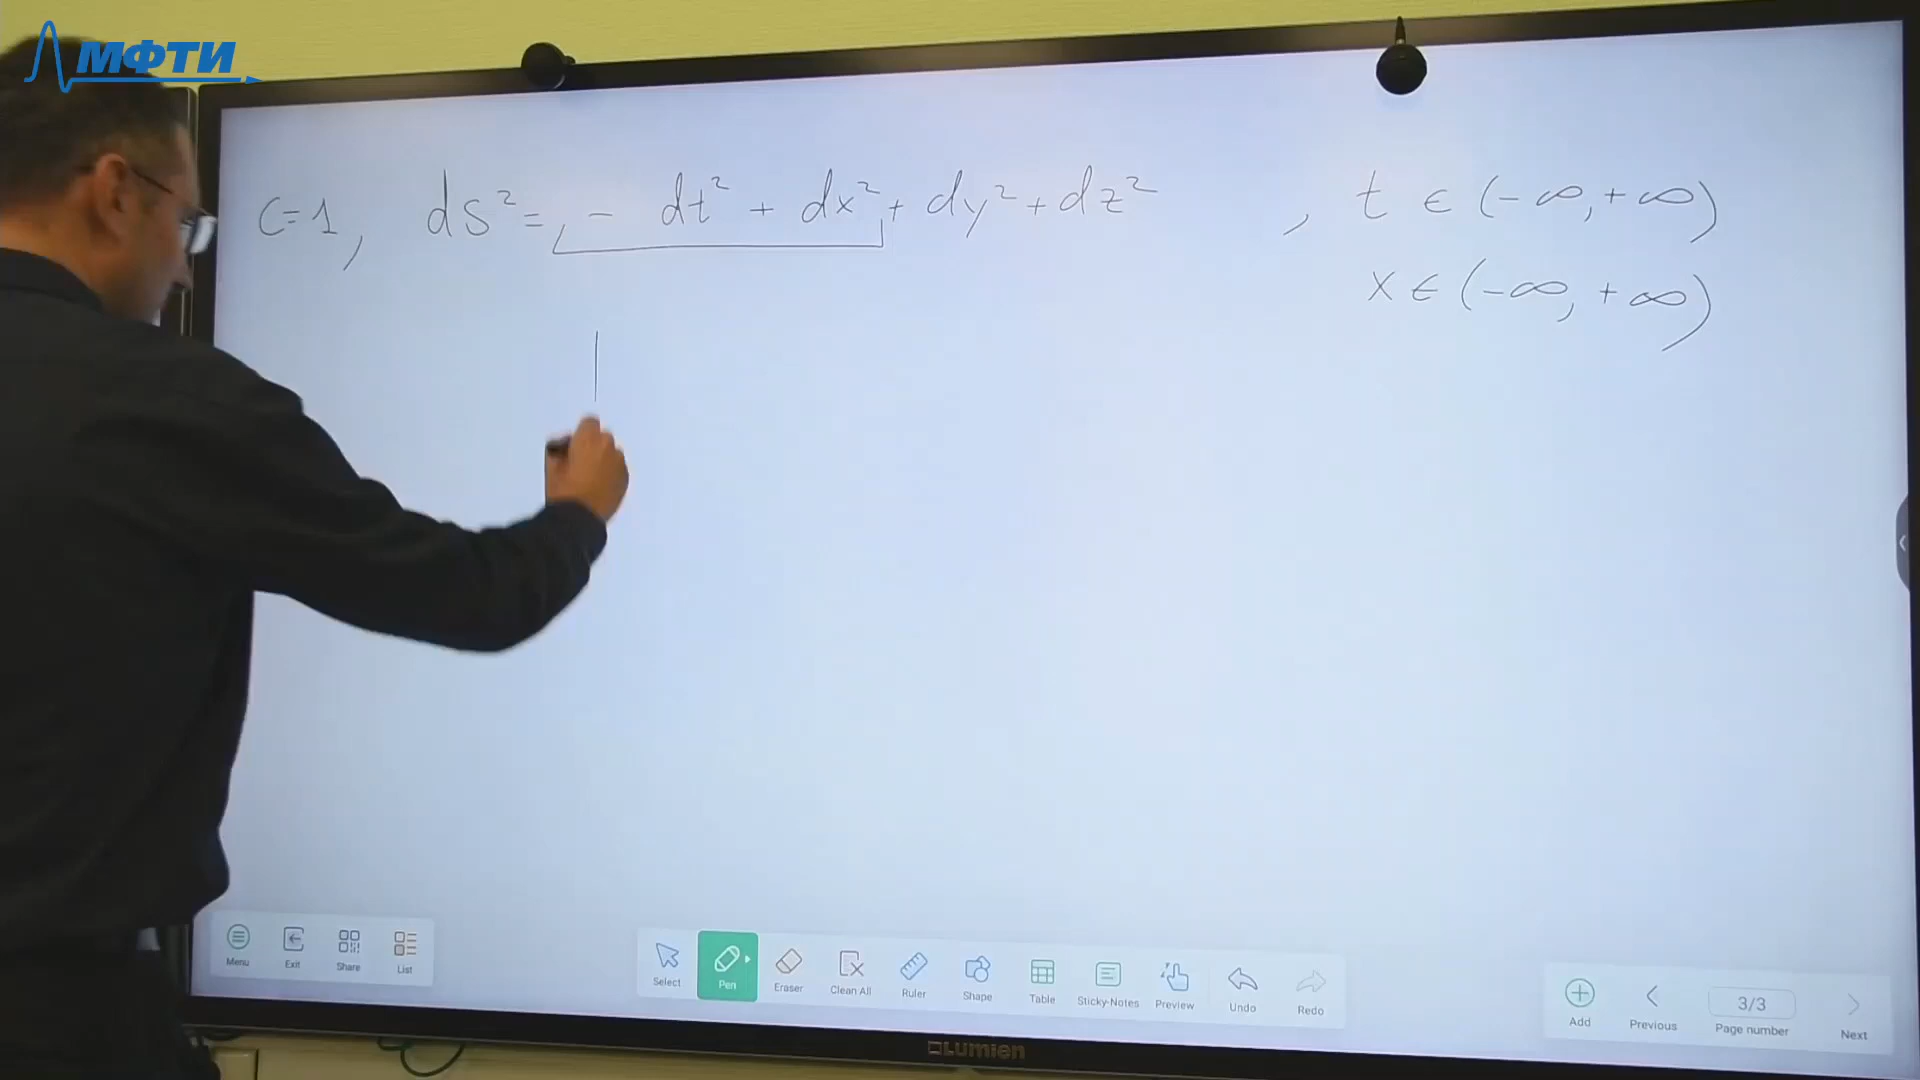 МФТИ
c=1, ds²= - dt² + dx² + dy² + dz² , t ∈ (-∞, +∞)
x ∈ (-∞, +∞)
Menu Exit Share List
Select Pen Eraser Clean All Ruler Shape Table Sticky-Notes Preview Undo Redo
Add Previous 3/3 Page number Next
Lumien